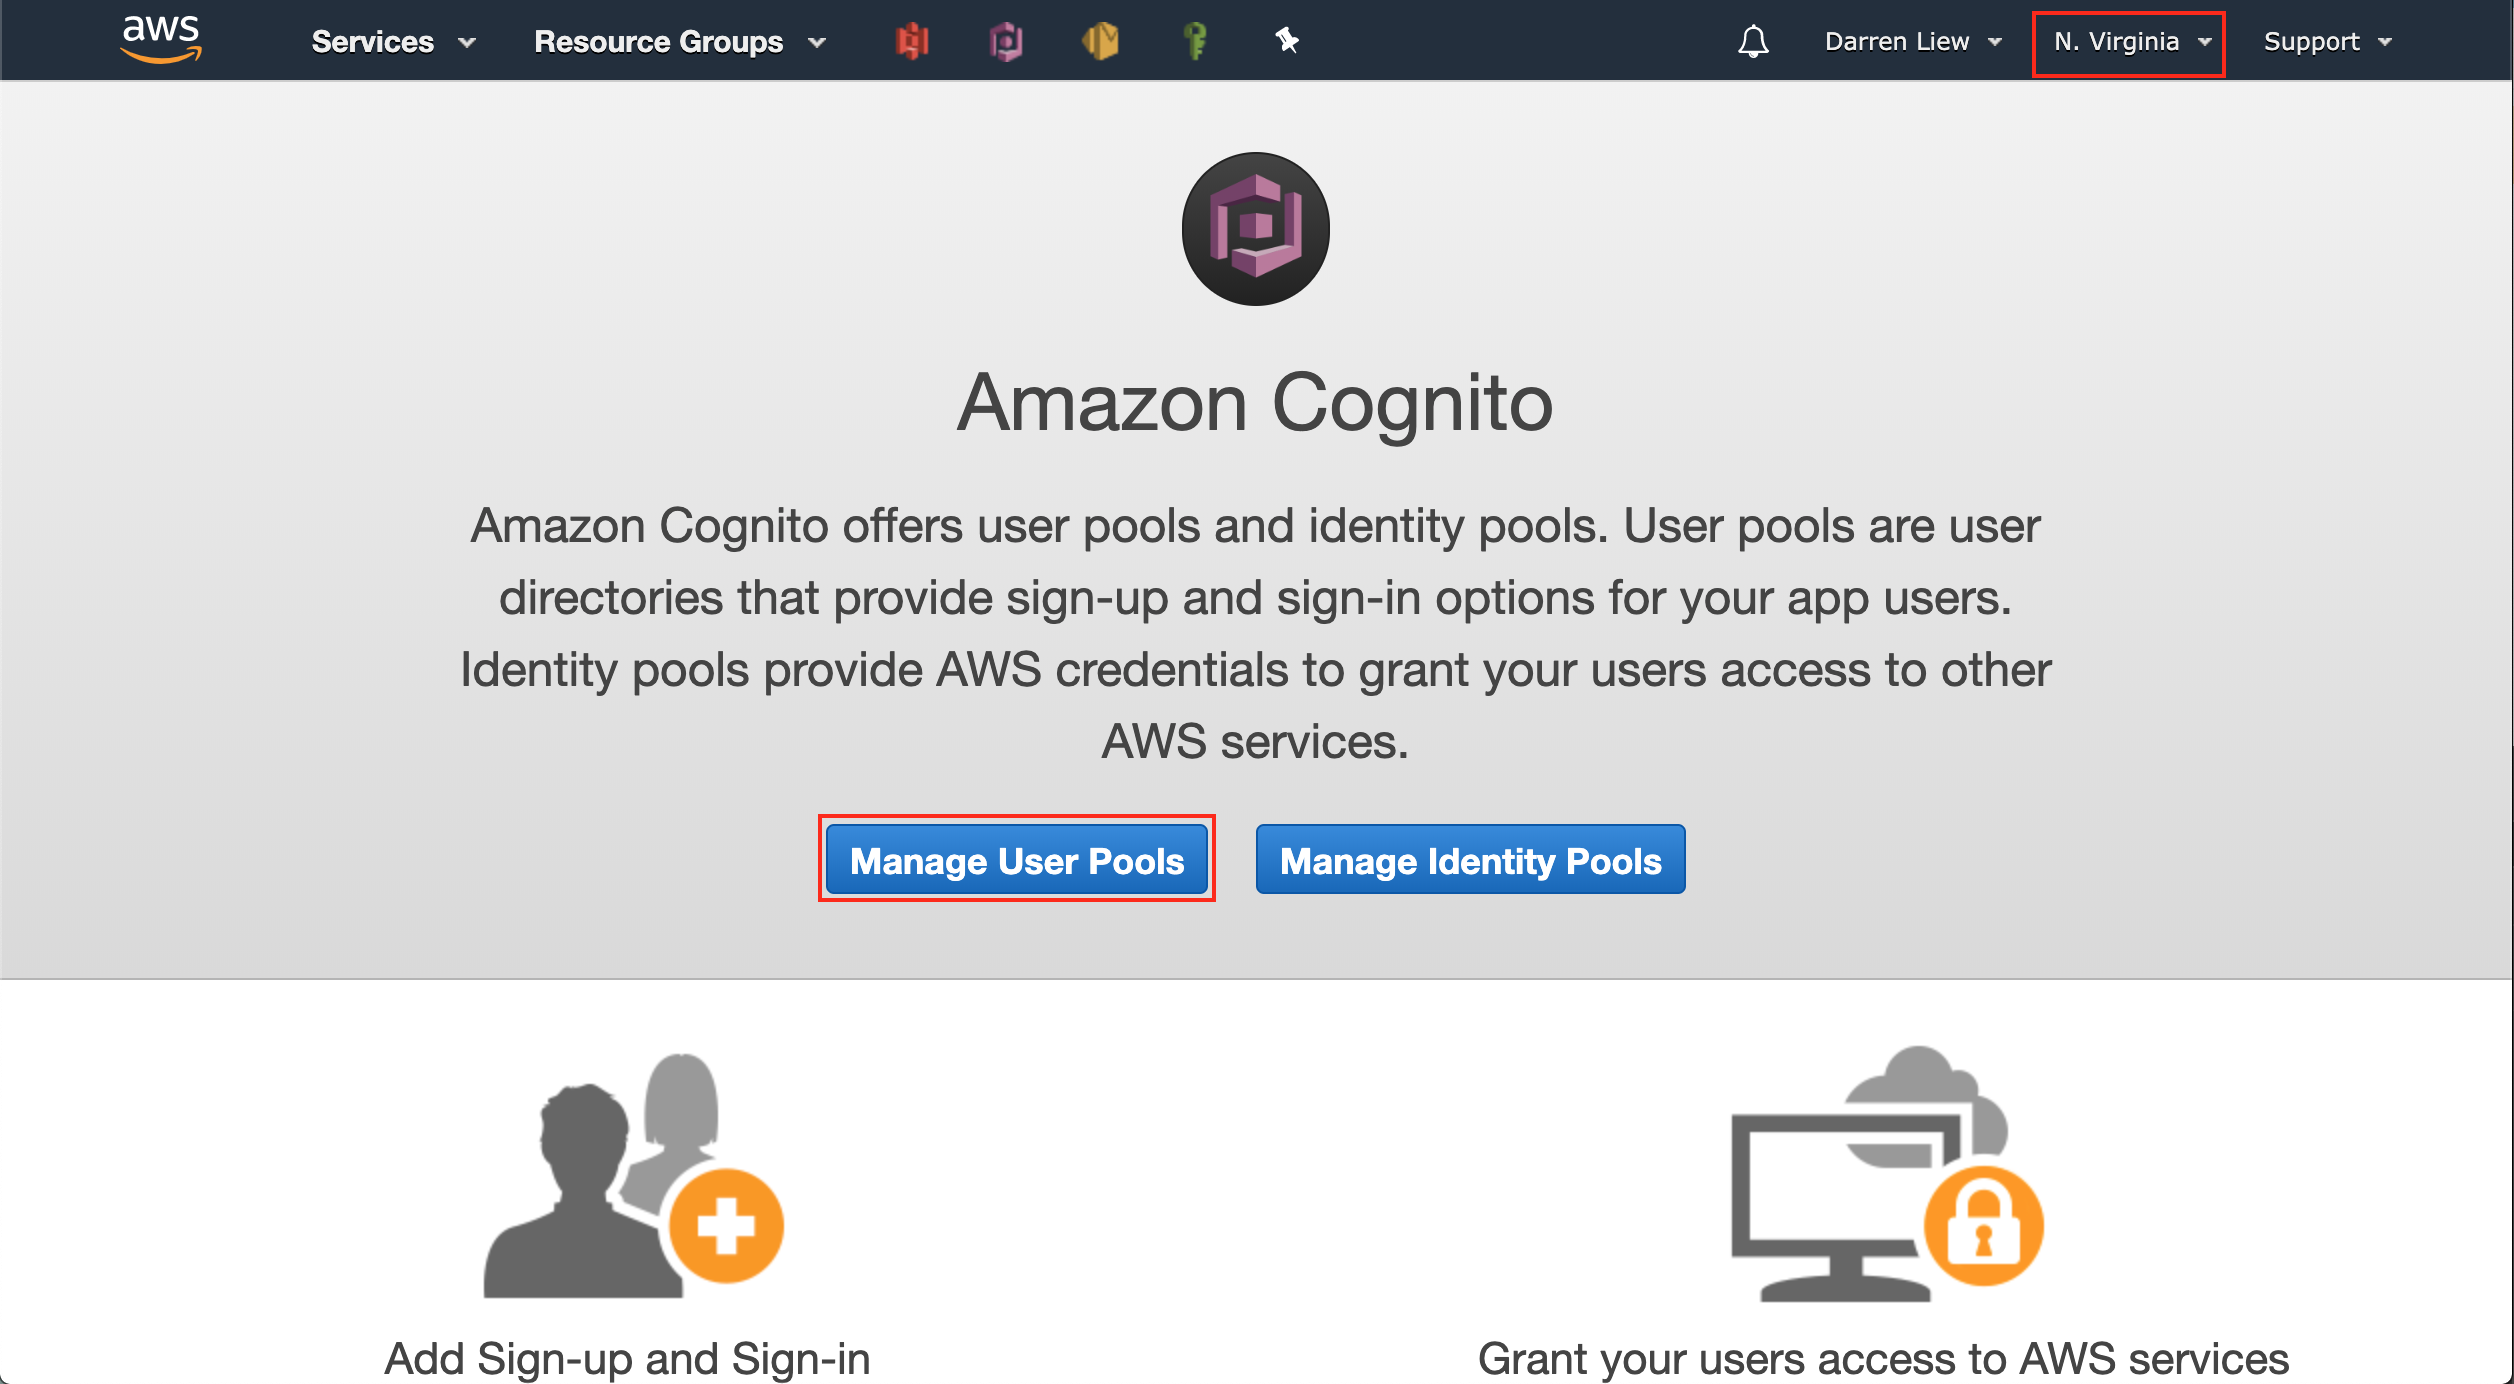 aws Services Resource Groups Darren Liew N. Virginia Support
Amazon Cognito
Amazon Cognito offers user pools and identity pools. User pools are user
directories that provide sign-up and sign-in options for your app users.
Identity pools provide AWS credentials to grant your users access to other
AWS services.
Manage User Pools Manage Identity Pools
Add Sign-up and Sign-in Grant your users access to AWS services